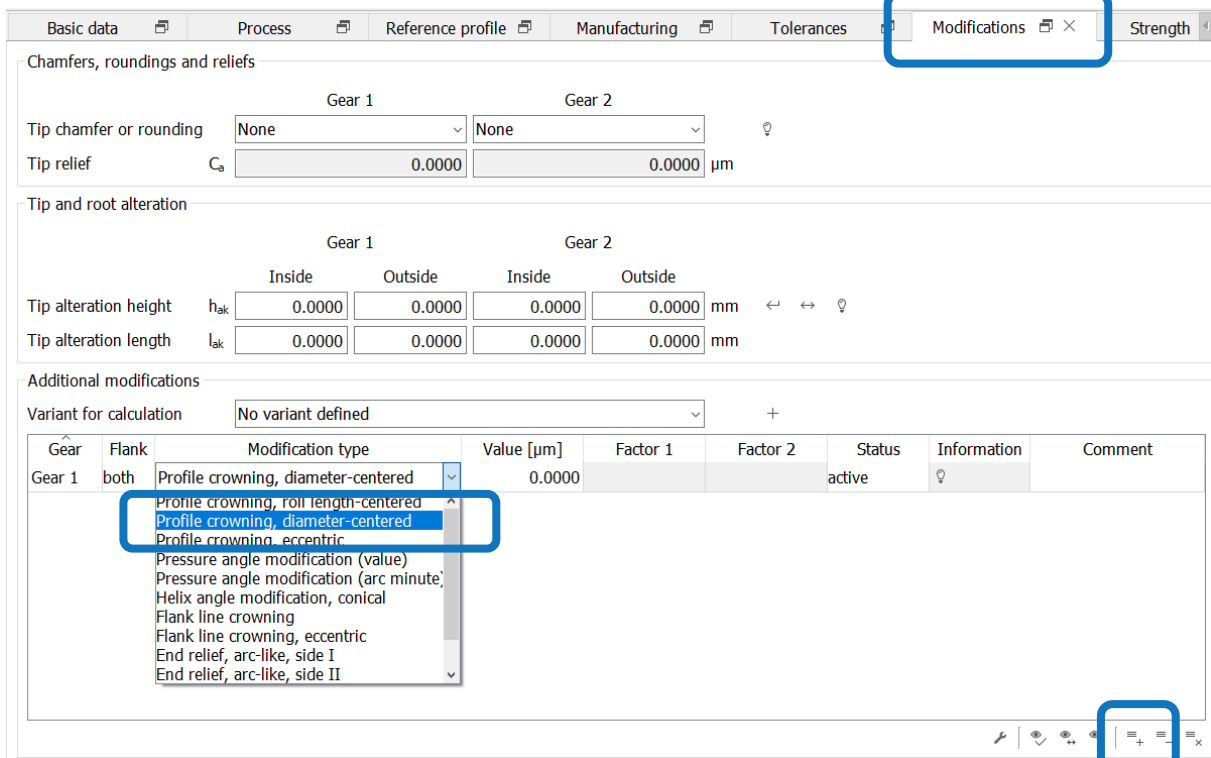 Basic data Process Reference profile Manufacturing Tolerances Modifications Strength
Chamfers, roundings and reliefs
Gear 1 Gear 2
Tip chamfer or rounding None None
Tip relief Ca 0.0000 0.0000 µm
Tip and root alteration
Gear 1 Gear 2
Inside Outside Inside Outside
Tip alteration height hak 0.0000 0.0000 0.0000 0.0000 mm
Tip alteration length lak 0.0000 0.0000 0.0000 0.0000 mm
Additional modifications
Variant for calculation No variant defined
Gear Flank Modification type Value [µm] Factor 1 Factor 2 Status Information Comment
Gear 1 both Profile crowning, diameter-centered 0.0000 active
Profile crowning, roll length-centered
Profile crowning, diameter-centered
Profile crowning, eccentric
Pressure angle modification (value)
Pressure angle modification (arc minute)
Helix angle modification, conical
Flank line crowning
Flank line crowning, eccentric
End relief, arc-like, side I
End relief, arc-like, side II